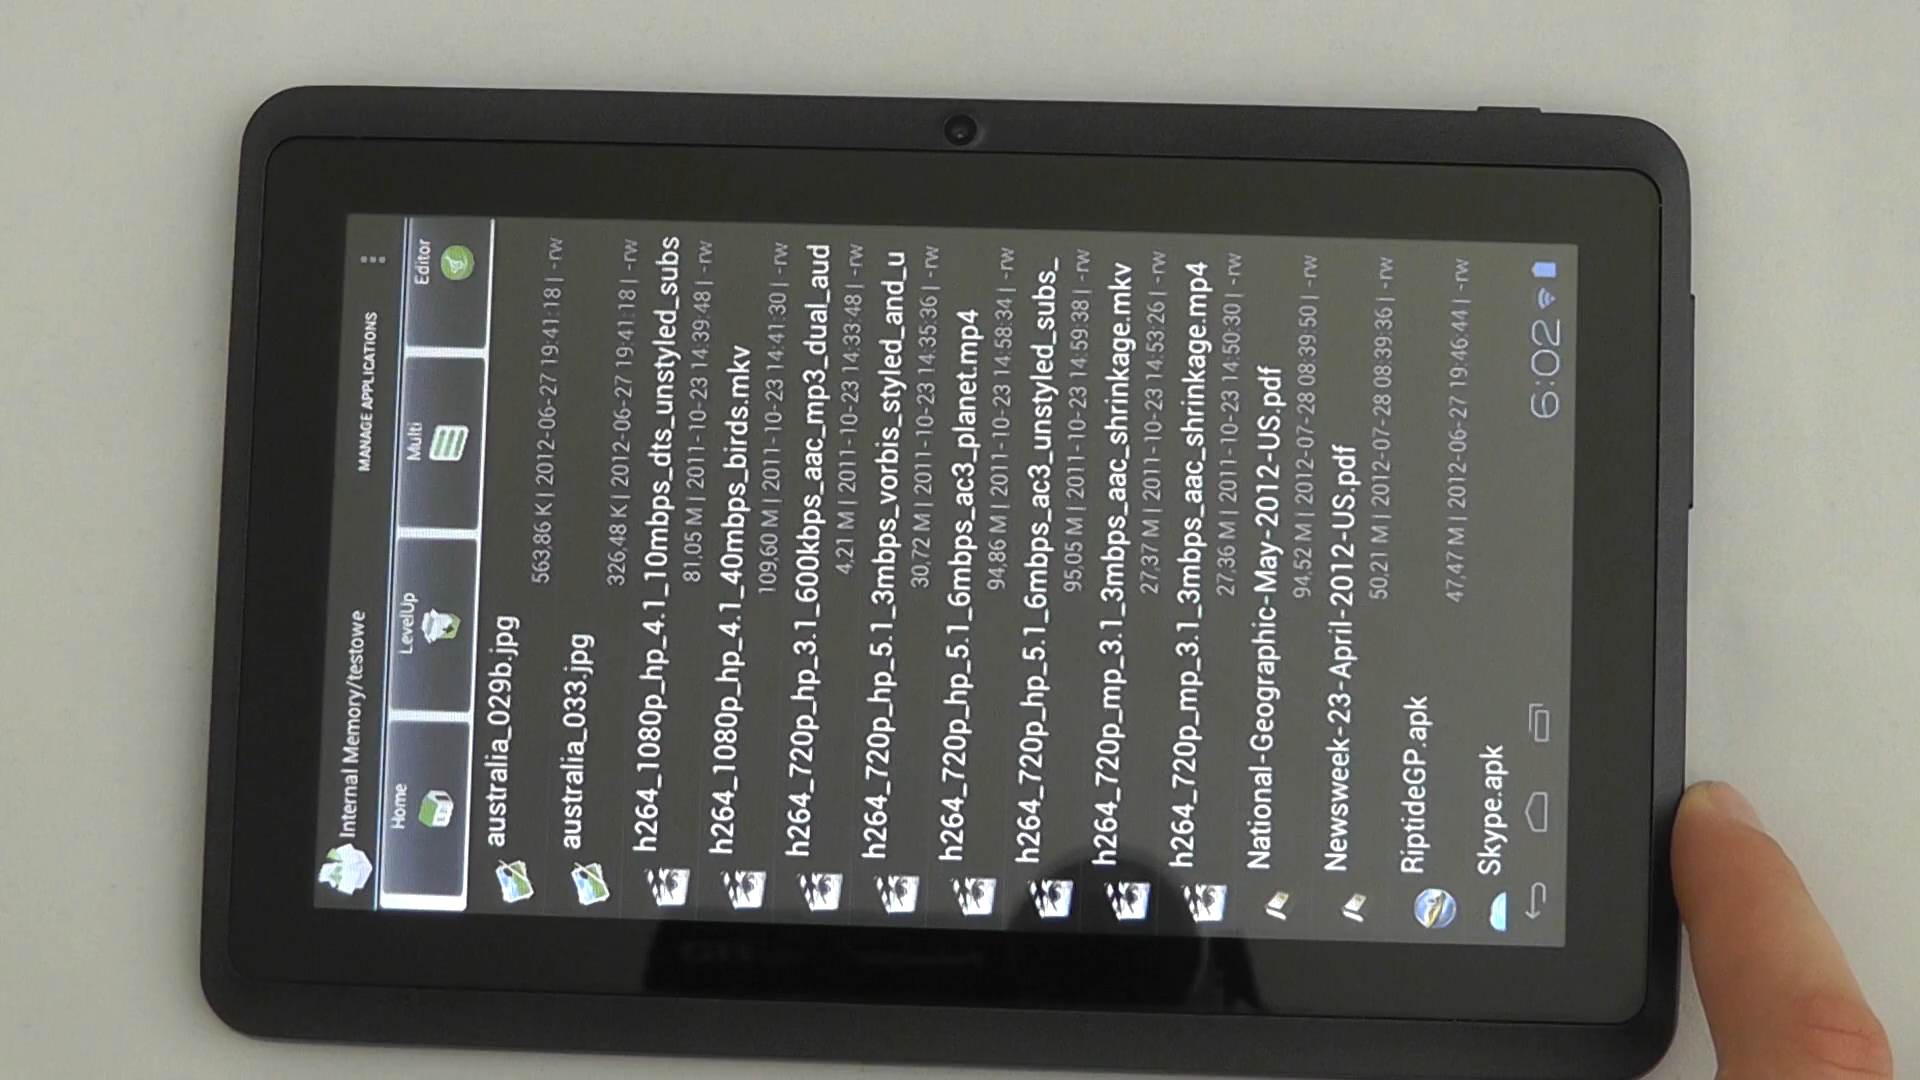 Internal Memory/testowe
MANAGE APPLICATIONS
Home
LevelUp
Multi
Editor
australia_029b.jpg
563,86 K | 2012-06-27 19:41:18 | -rw
australia_033.jpg
326,48 K | 2012-06-27 19:41:18 | -rw
h264_1080p_hp_4.1_10mbps_dts_unstyled_subs
81,05 M | 2011-10-23 14:39:48 | -rw
h264_1080p_hp_4.1_40mbps_birds.mkv
109,60 M | 2011-10-23 14:41:30 | -rw
h264_720p_hp_3.1_600kbps_aac_mp3_dual_aud
4,21 M | 2011-10-23 14:33:48 | -rw
h264_720p_hp_5.1_3mbps_vorbis_styled_and_u
30,72 M | 2011-10-23 14:35:36 | -rw
h264_720p_hp_5.1_6mbps_ac3_planet.mp4
94,86 M | 2011-10-23 14:58:34 | -rw
h264_720p_hp_5.1_6mbps_ac3_unstyled_subs_
95,05 M | 2011-10-23 14:59:38 | -rw
h264_720p_mp_3.1_3mbps_aac_shrinkage.mkv
27,37 M | 2011-10-23 14:53:26 | -rw
h264_720p_mp_3.1_3mbps_aac_shrinkage.mp4
27,36 M | 2011-10-23 14:50:30 | -rw
National-Geographic-May-2012-US.pdf
94,52 M | 2012-07-28 08:39:50 | -rw
Newsweek-23-April-2012-US.pdf
50,21 M | 2012-07-28 08:39:36 | -rw
RiptideGP.apk
47,47 M | 2012-06-27 19:46:44 | -rw
Skype.apk
6:02